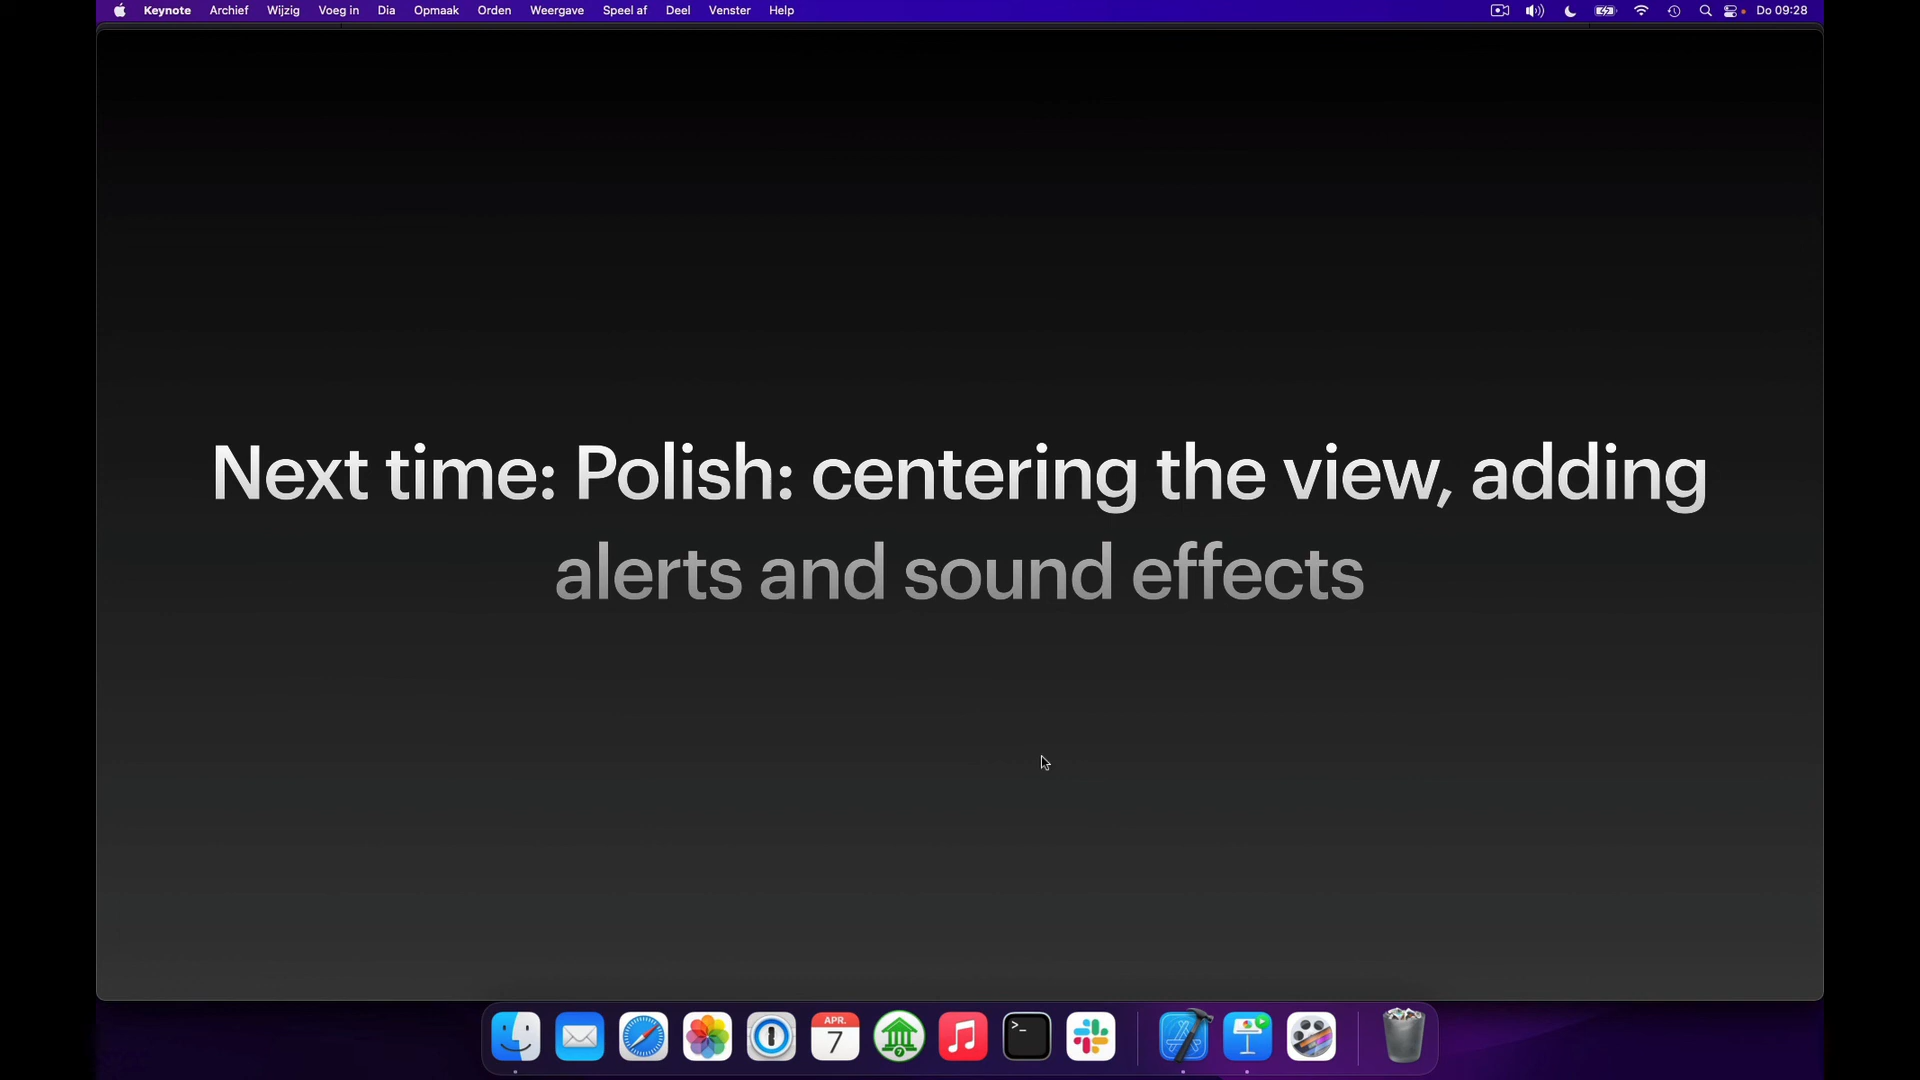 Keynote Archief Wijzig Voeg in Dia Opmaak Orden Weergave Speel af Deel Venster Help Do 09:28
Next time: Polish: centering the view, adding
alerts and sound effects
APR.
7
7
>_